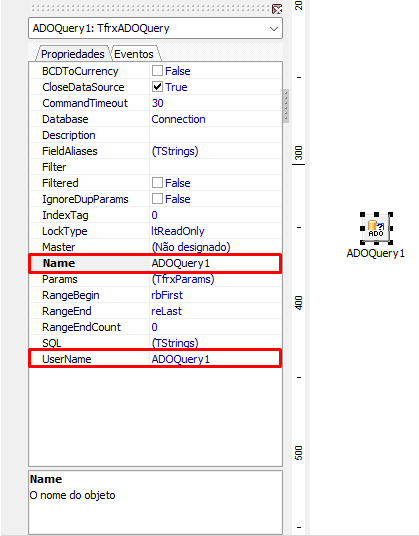 20
ADOQuery1: TfrxADOQuery
Propriedades Eventos
BCDToCurrency False
CloseDataSource True
CommandTimeout 30
Database Connection
Description
FieldAliases (TStrings)
Filter
Filtered False
IgnoreDupParams False
IndexTag 0
LockType ltReadOnly
Master (Não designado)
Name ADOQuery1
Params (TfrxParams)
RangeBegin rbFirst
RangeEnd reLast
RangeEndCount 0
SQL (TStrings)
UserName ADOQuery1
Name
O nome do objeto
300
400
500
ADO
ADOQuery1